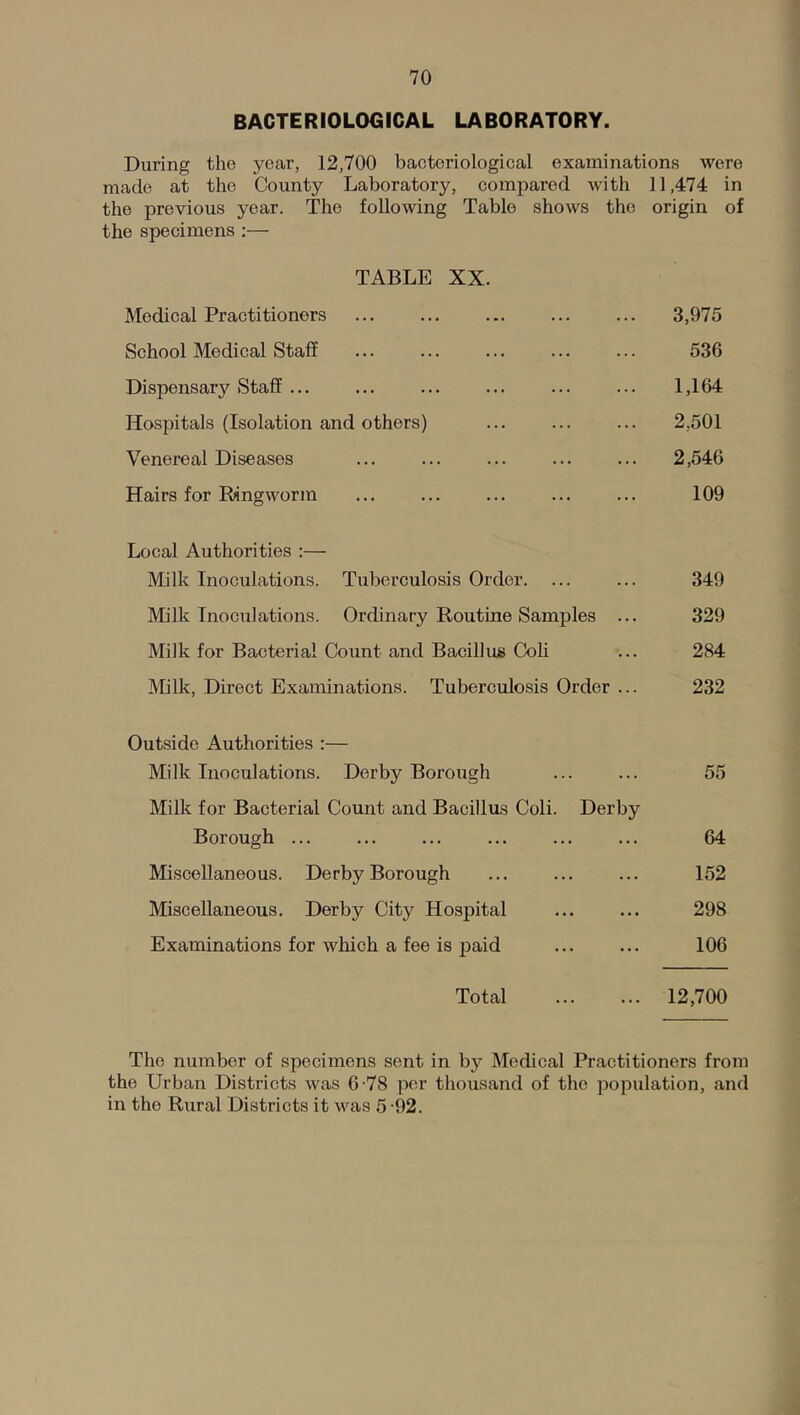 70
BACTERIOLOGICAL LABORATORY.
During the year, 12,700 bacteriological examinations were
made at the County Laboratory, compared with 11,474 in
the previous year. The following Table shows the origin of
the specimens :—
TABLE XX.
Medical Practitioners ... ... ... ... ... 3,975
School Medical Staff ... ... ... ... ... 536
Dispensary Staff ... ... ... ... ... ... 1,164
Hospitals (Isolation and others) ... ... ... 2,501
Venereal Diseases ... ... ... ... ... 2,546
Hairs for Ringworm ... ... ... ... ... 109
Local Authorities :—
Milk Inoculations. Tuberculosis Order. ... ... 349
Milk Inoculations. Ordinary Routine Samples ... 329
Milk for Bacterial Count and Bacillus Coli ... 284
Milk, Direct Examinations. Tuberculosis Order ... 232
Outside Authorities :—
Milk Inoculations. Derby Borough ... ... 55
Milk for Bacterial Count and Bacillus Coli. Derby
Borough ... ... ... ... ... ... 64
Miscellaneous. Derby Borough ... ... ... 152
Miscellaneous. Derby City Hospital ... ... 298
Examinations for which a fee is paid ... ... 106
Total ... ... 12,700
The number of specimens sent in by Medical Practitioners from
the Urban Districts was 6·78 per thousand of the population, and
in the Rural Districts it was 5·92.